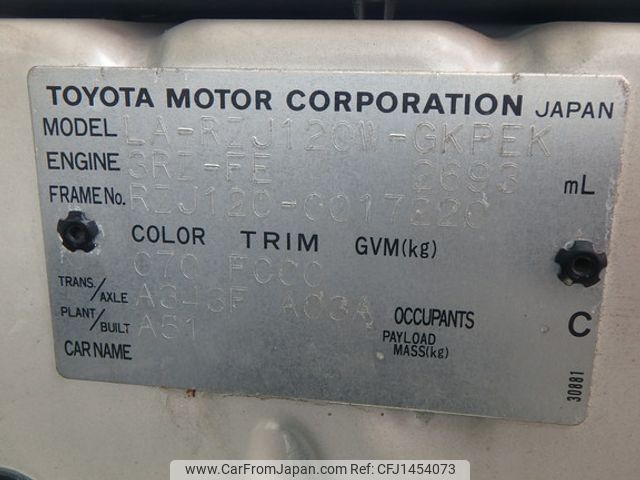 TOYOTA MOTOR CORPORATION JAPAN
MODEL LA-RZJ120W-GKPEK
ENGINE 3RZ-FE 2693 mL
FRAME No. RZJ120-0017220
COLOR TRIM GVM(kg)
070 FCCC
TRANS./AXLE A343F A03A
OCCUPANTS C
PLANT/BUILT A51
PAYLOAD MASS(kg)
CAR NAME
30881
www.CarFromJapan.com - CFJ1454073